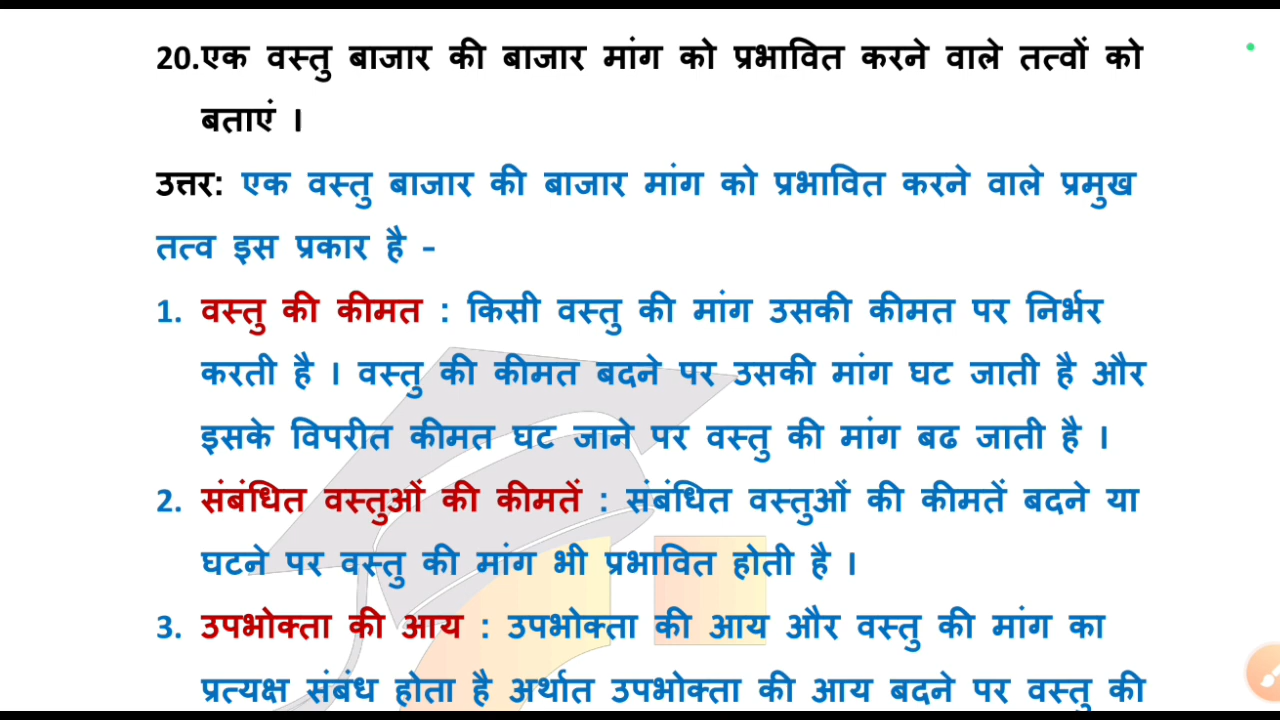 20.एक वस्तु बाजार की बाजार मांग को प्रभावित करने वाले तत्वों को
बताएं ।
उत्तर: एक वस्तु बाजार की बाजार मांग को प्रभावित करने वाले प्रमुख
तत्व इस प्रकार है –
1. वस्तु की कीमत : किसी वस्तु की मांग उसकी कीमत पर निर्भर
करती है । वस्तु की कीमत बदने पर उसकी मांग घट जाती है और
इसके विपरीत कीमत घट जाने पर वस्तु की मांग बढ जाती है ।
2. संबंधित वस्तुओं की कीमतें : संबंधित वस्तुओं की कीमतें बदने या
घटने पर वस्तु की मांग भी प्रभावित होती है ।
3. उपभोक्ता की आय : उपभोक्ता की आय और वस्तु की मांग का
प्रत्यक्ष संबंध होता है अर्थात उपभोक्ता की आय बदने पर वस्तु की